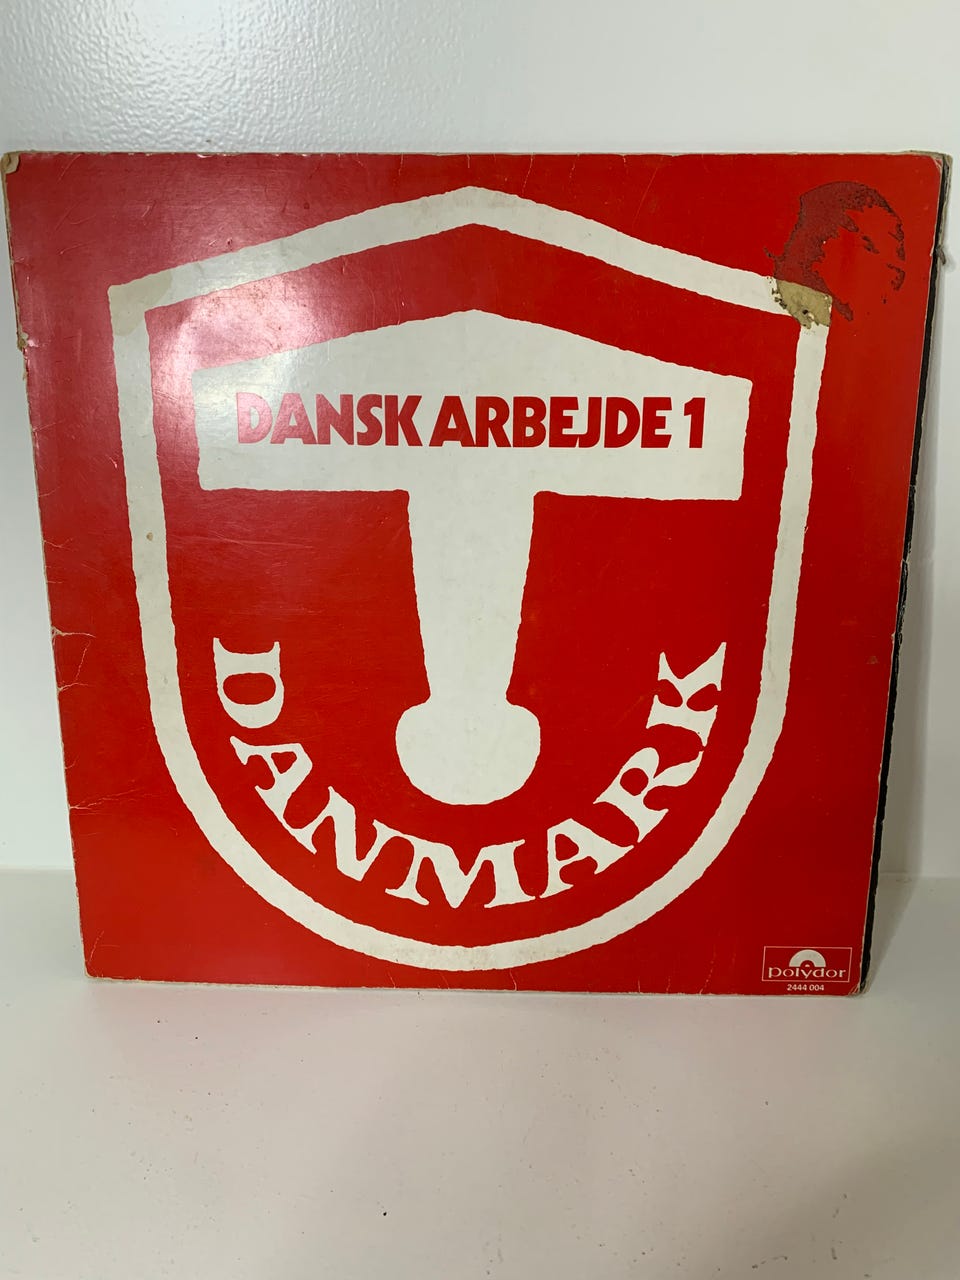 DANSK ARBEJDE 1
DANMARK
polydor
2444 004